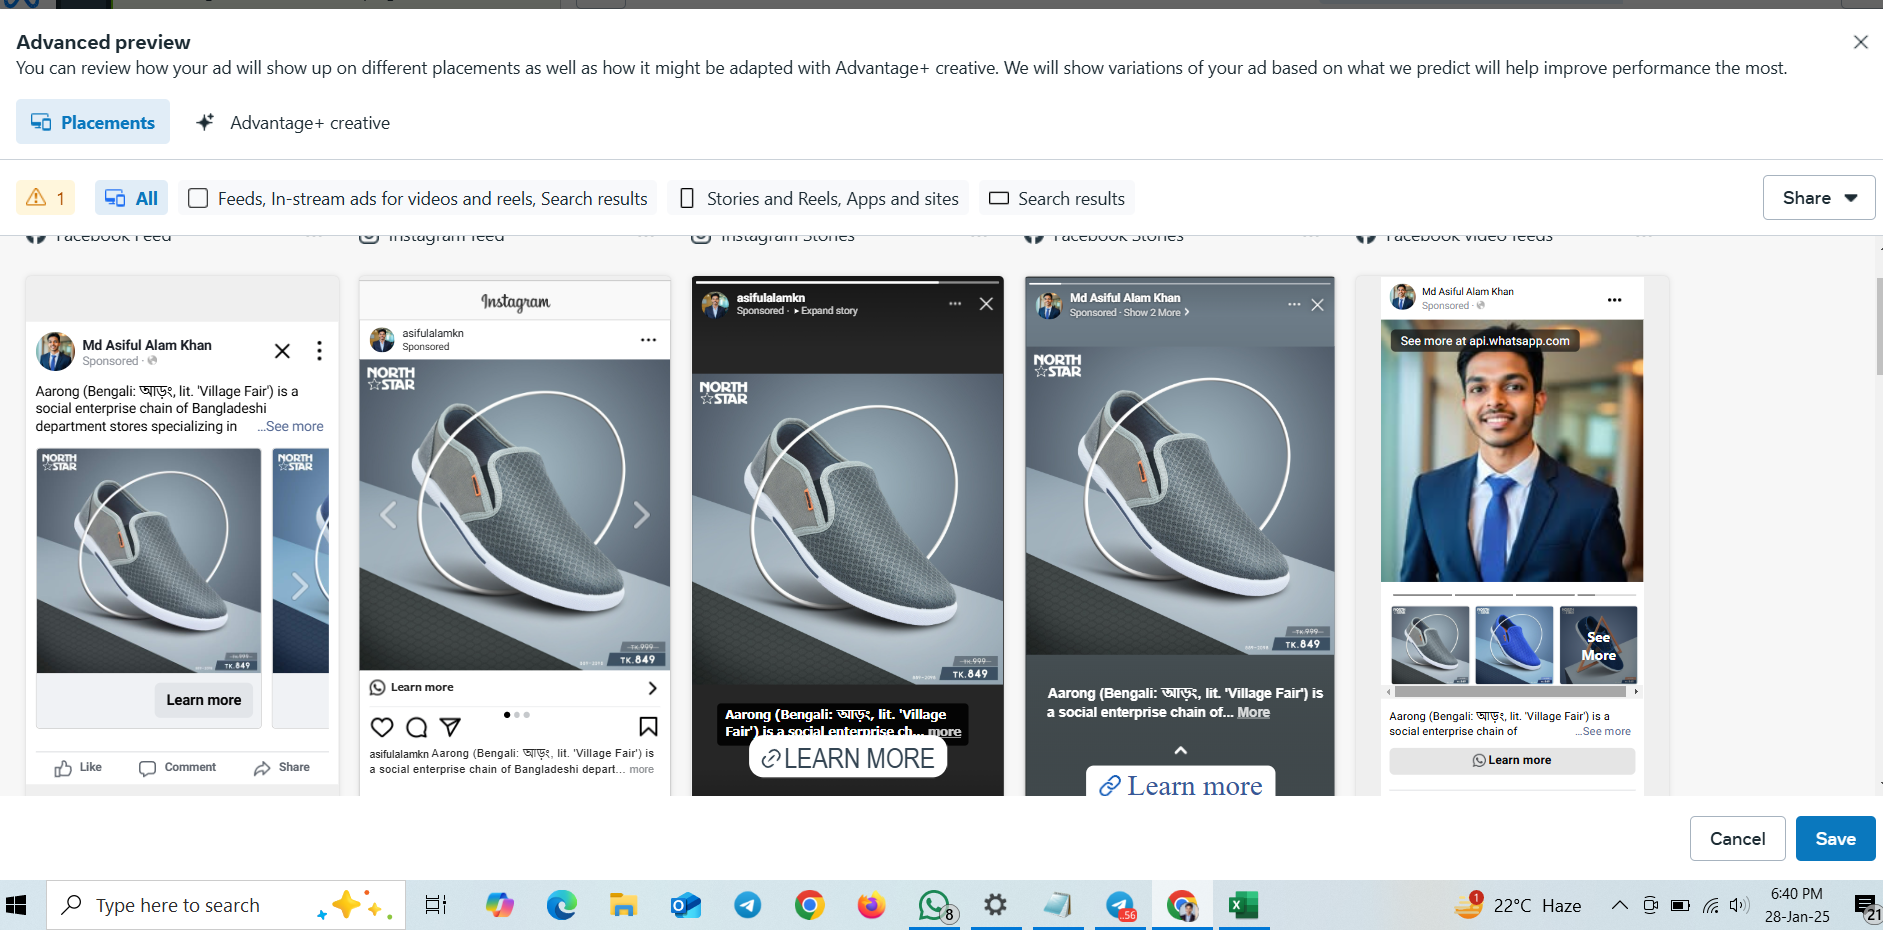 Advanced preview
You can review how your ad will show up on different placements as well as how it might be adapted with Advantage+ creative. We will show variations of your ad based on what we predict will help improve performance the most.
Placements
Advantage+ creative
1
All
Feeds, In-stream ads for videos and reels, Search results
Stories and Reels, Apps and sites
Search results
Share
Facebook Feed
Instagram feed
Instagram Stories
Facebook Stories
Facebook video feeds
Md Asiful Alam Khan
Sponsored ·
Aarong (Bengali: আড়ং, lit. 'Village Fair') is a
social enterprise chain of Bangladeshi
department stores specializing in ...See more
NORTH
STAR
NORTH
STAR
TK.999
TK.849
Learn more
Like
Comment
Share
Instagram
asifulalamkn
Sponsored
NORTH
STAR
TK.999
TK.849
Learn more
asifulalamkn Aarong (Bengali: আড়ং, lit. 'Village Fair') is
a social enterprise chain of Bangladeshi depart... more
asifulalamkn
Sponsored · Expand story
NORTH
STAR
TK.999
TK.849
Aarong (Bengali: আড়ং, lit. 'Village
Fair') is a social enterprise ch... more
LEARN MORE
Md Asiful Alam Khan
Sponsored · Show 2 More
NORTH
STAR
TK.999
TK.849
Aarong (Bengali: আড়ং, lit. 'Village Fair') is
a social enterprise chain of... More
Learn more
Md Asiful Alam Khan
Sponsored ·
See more at api.whatsapp.com
See
More
Aarong (Bengali: আড়ং, lit. 'Village Fair') is a
social enterprise chain of ...See more
Learn more
Cancel
Save
Type here to search
8
..56
1
22°C Haze
6:40 PM
28-Jan-25
21